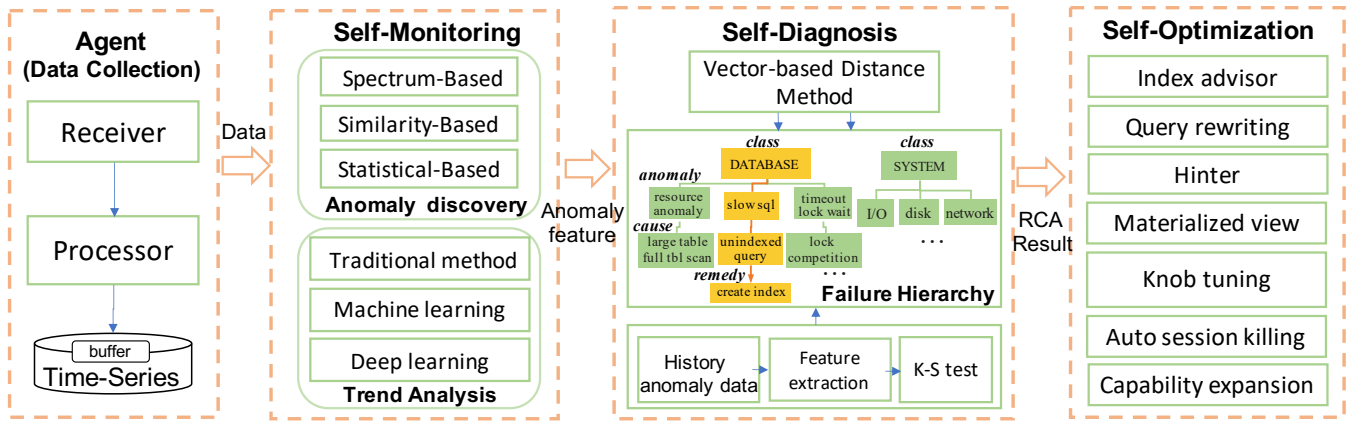 Agent
(Data Collection)
Receiver
Processor
buffer
Time-Series
Data
Self-Monitoring
Spectrum-Based
Similarity-Based
Statistical-Based
Anomaly discovery
Traditional method
Machine learning
Deep learning
Trend Analysis
Anomaly
feature
Self-Diagnosis
Vector-based Distance
Method
class
class
DATABASE
SYSTEM
anomaly
resource
anomaly
slow sql
timeout
lock wait
I/O
disk
network
...
cause
large table
full tbl scan
unindexed
query
lock
competition
...
remedy
create index
Failure Hierarchy
History
anomaly data
Feature
extraction
K-S test
RCA
Result
Self-Optimization
Index advisor
Query rewriting
Hinter
Materialized view
Knob tuning
Auto session killing
Capability expansion